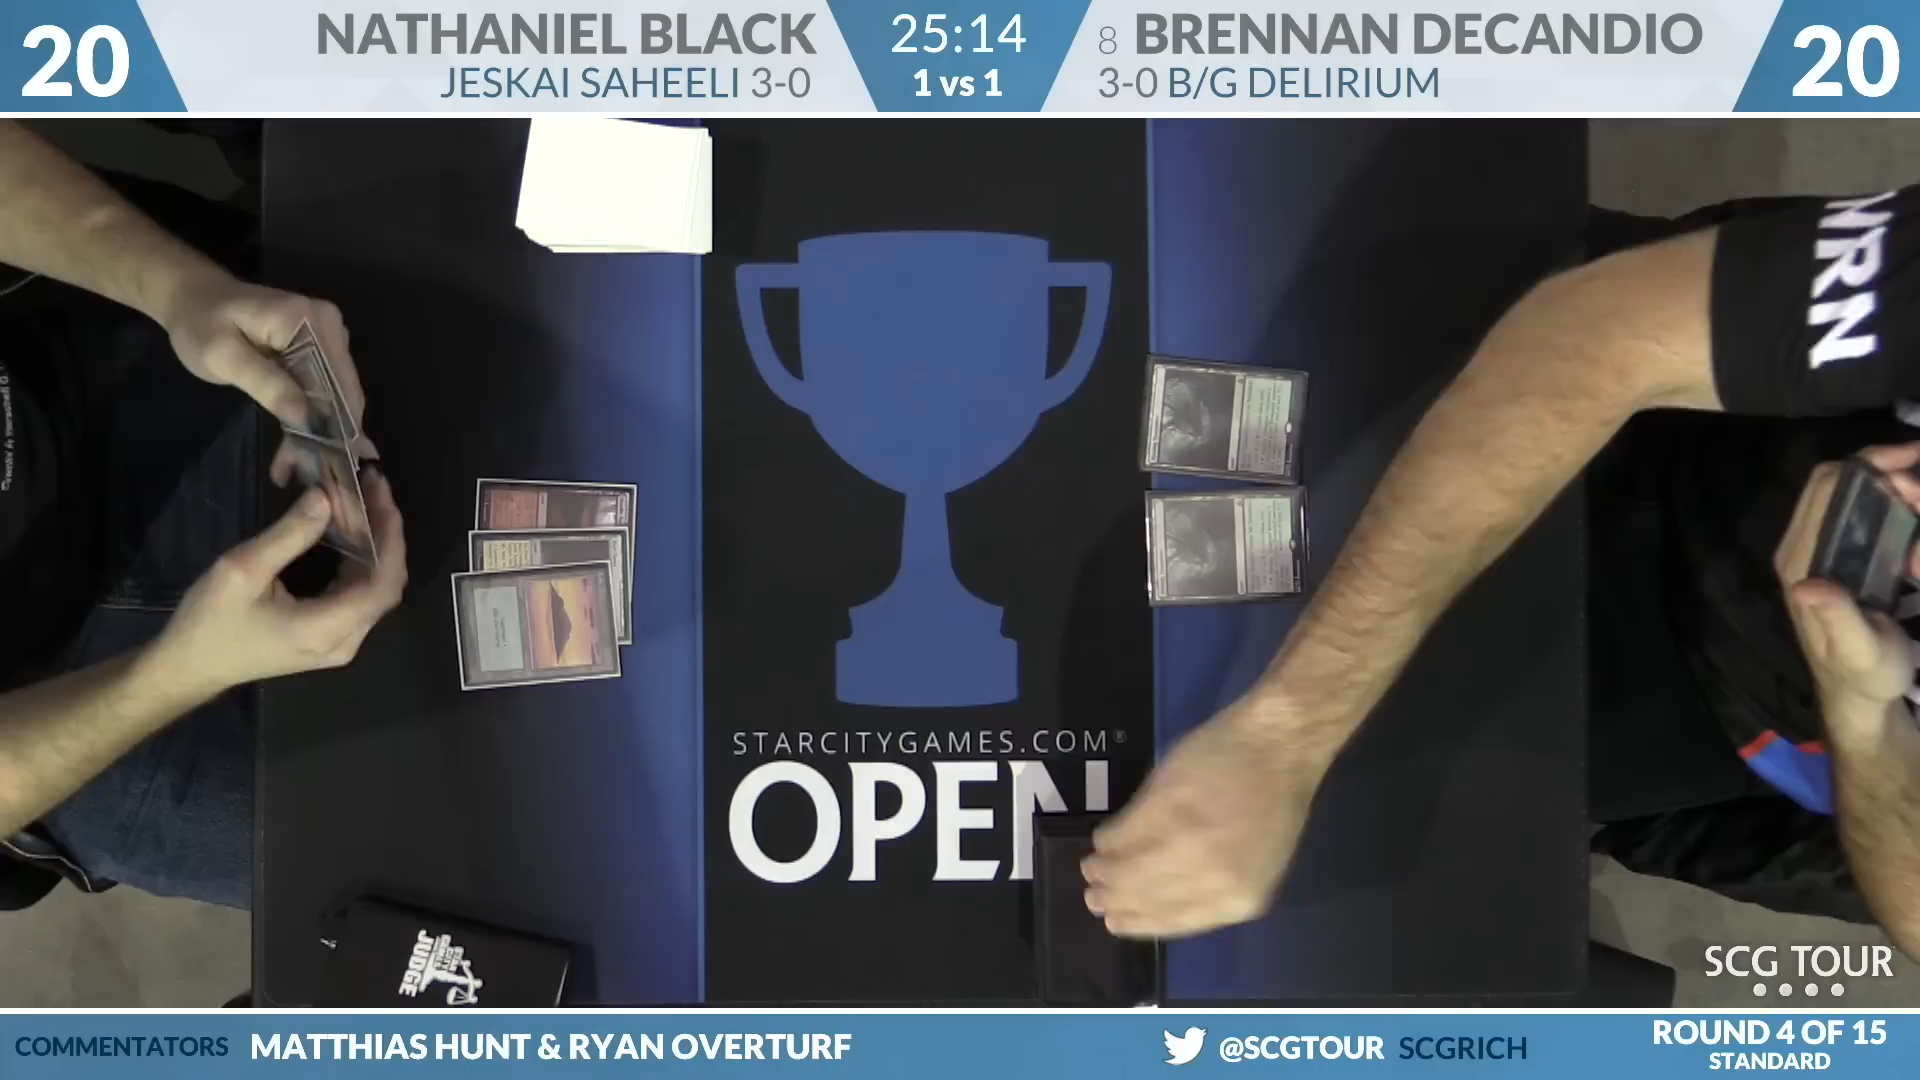 20
NATHANIEL BLACK
JESKAI SAHEELI 3-0
25:14
1 vs 1
8 BRENNAN DECANDIO
3-0 B/G DELIRIUM
20
NRN
STARCITYGAMES.COM®
OPEN
JUDGE
SCG TOUR
COMMENTATORS MATTHIAS HUNT & RYAN OVERTURF
@SCGTOUR SCGRICH
ROUND 4 OF 15
STANDARD